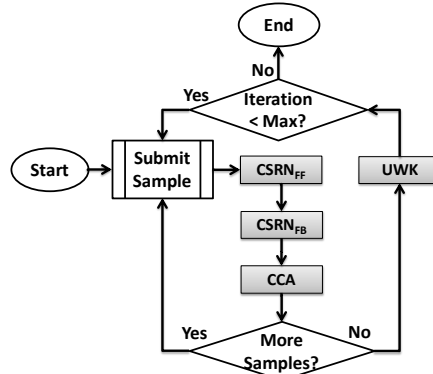 End
No
Yes
Iteration
< Max?
Start
Submit
Sample
CSRN_FF
UWK
CSRN_FB
CCA
Yes
No
More
Samples?